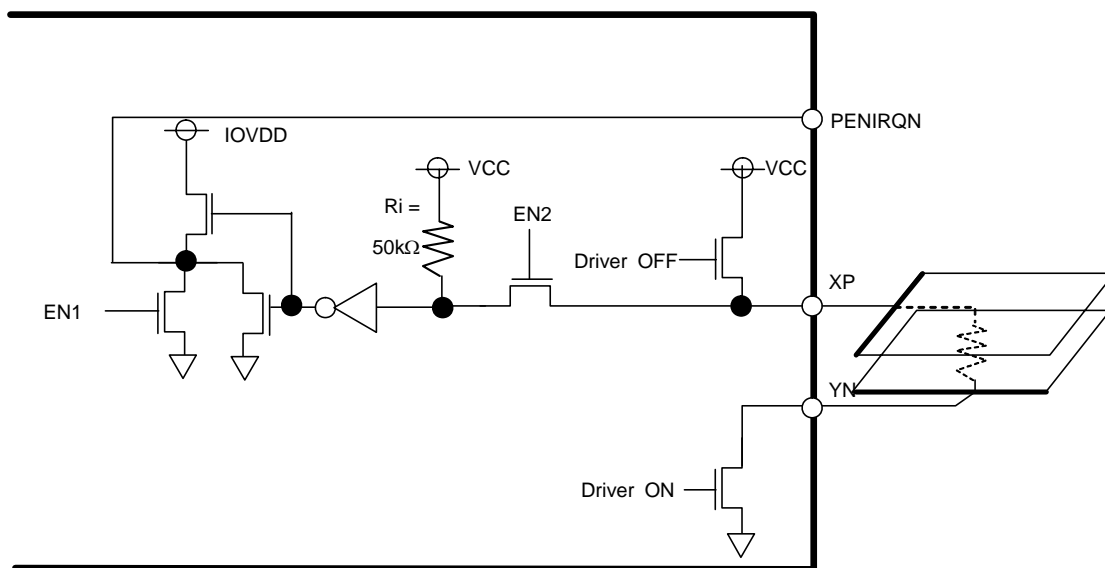 PENIRQN
IOVDD
VCC
VCC
Ri =
50kΩ
EN2
Driver OFF
XP
EN1
YN
Driver ON